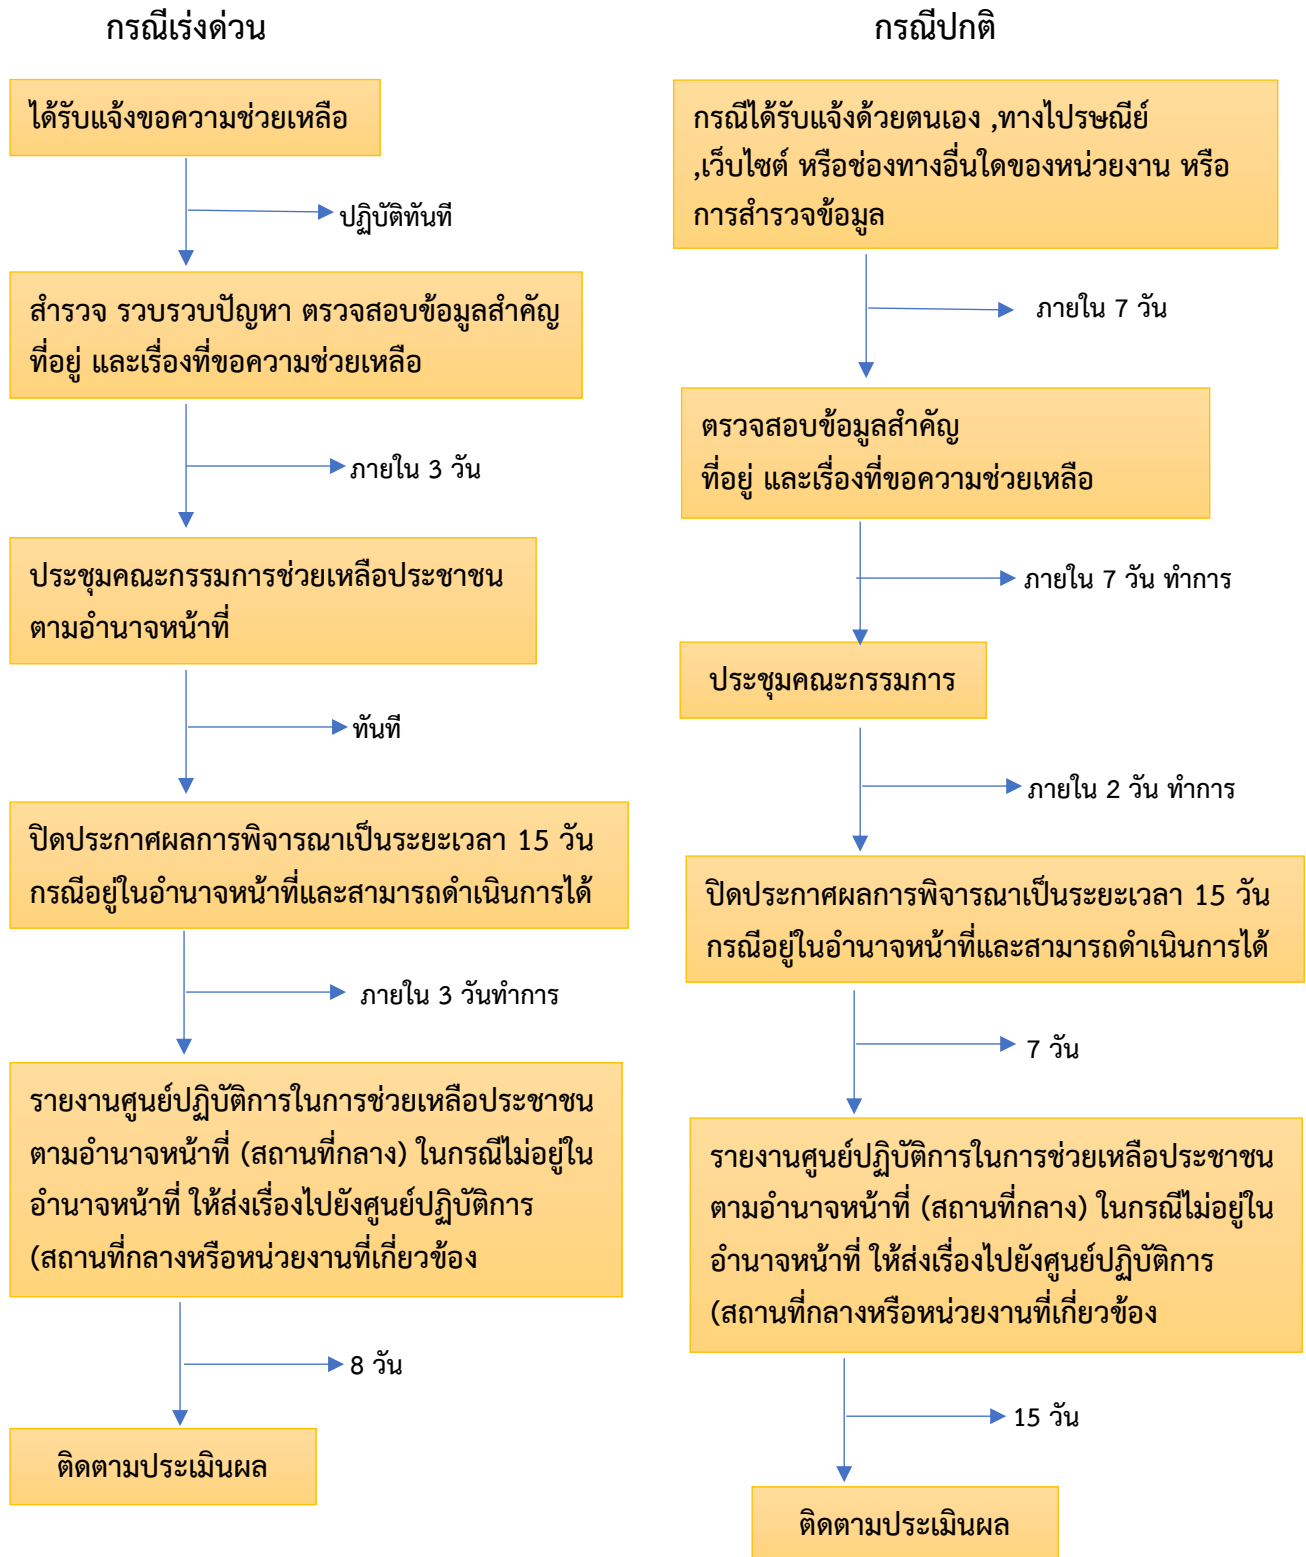 กรณีเร่งด่วน
ได้รับแจ้งขอความช่วยเหลือ
ปฏิบัติทันที
สำรวจ รวบรวบปัญหา ตรวจสอบข้อมูลสำคัญ
ที่อยู่ และเรื่องที่ขอความช่วยเหลือ
ภายใน 3 วัน
ประชุมคณะกรรมการช่วยเหลือประชาชน
ตามอำนาจหน้าที่
ทันที
ปิดประกาศผลการพิจารณาเป็นระยะเวลา 15 วัน
กรณีอยู่ในอำนาจหน้าที่และสามารถดำเนินการได้
ภายใน 3 วันทำการ
รายงานศูนย์ปฏิบัติการในการช่วยเหลือประชาชน
ตามอำนาจหน้าที่ (สถานที่กลาง) ในกรณีไม่อยู่ใน
อำนาจหน้าที่ ให้ส่งเรื่องไปยังศูนย์ปฏิบัติการ
(สถานที่กลางหรือหน่วยงานที่เกี่ยวข้อง
8 วัน
ติดตามประเมินผล
กรณีปกติ
กรณีได้รับแจ้งด้วยตนเอง ,ทางไปรษณีย์
,เว็บไซต์ หรือช่องทางอื่นใดของหน่วยงาน หรือ
การสำรวจข้อมูล
ภายใน 7 วัน
ตรวจสอบข้อมูลสำคัญ
ที่อยู่ และเรื่องที่ขอความช่วยเหลือ
ภายใน 7 วัน ทำการ
ประชุมคณะกรรมการ
ภายใน 2 วัน ทำการ
ปิดประกาศผลการพิจารณาเป็นระยะเวลา 15 วัน
กรณีอยู่ในอำนาจหน้าที่และสามารถดำเนินการได้
7 วัน
รายงานศูนย์ปฏิบัติการในการช่วยเหลือประชาชน
ตามอำนาจหน้าที่ (สถานที่กลาง) ในกรณีไม่อยู่ใน
อำนาจหน้าที่ ให้ส่งเรื่องไปยังศูนย์ปฏิบัติการ
(สถานที่กลางหรือหน่วยงานที่เกี่ยวข้อง
15 วัน
ติดตามประเมินผล